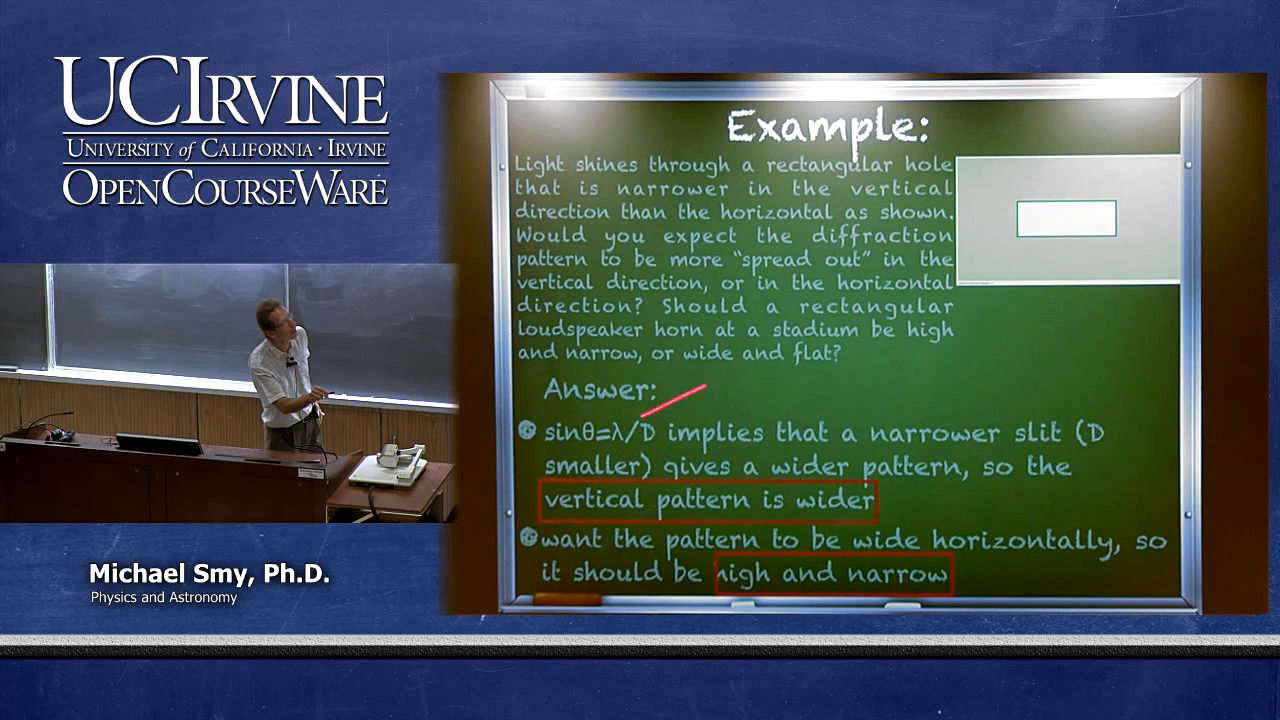 UCIRVINE
UNIVERSITY of CALIFORNIA · IRVINE
OPENCOURSEWARE
Example:
Light shines through a rectangular hole
that is narrower in the vertical
direction than the horizontal as shown.
Would you expect the diffraction
pattern to be more “spread out” in the
vertical direction, or in the horizontal
direction? Should a rectangular
loudspeaker horn at a stadium be high
and narrow, or wide and flat?
Answer:
sinθ=λ/D implies that a narrower slit (D
smaller) gives a wider pattern, so the
vertical pattern is wider
want the pattern to be wide horizontally, so
it should be high and narrow
Michael Smy, Ph.D.
Physics and Astronomy